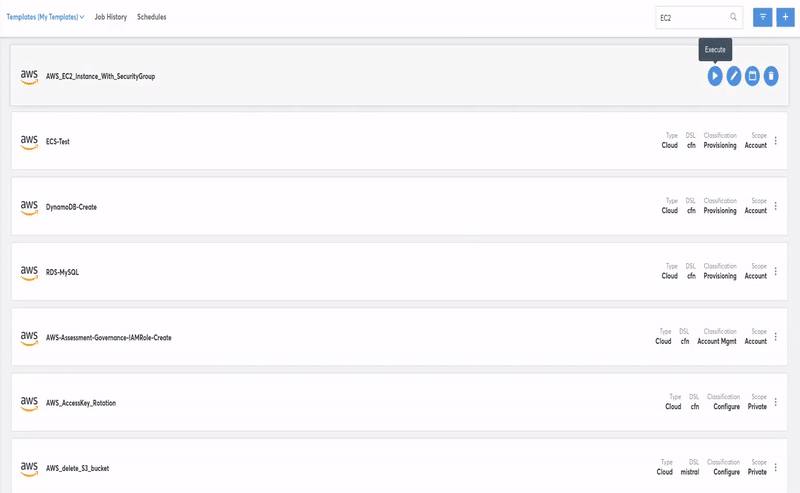 Templates (My Templates) Job History Schedules EC2
Execute
aws AWS_EC2_Instance_With_SecurityGroup
aws ECS-Test Type DSL Classification Scope
Cloud cfn Provisioning Account
aws DynamoDB-Create Type DSL Classification Scope
Cloud cfn Provisioning Account
aws RDS-MySQL Type DSL Classification Scope
Cloud cfn Provisioning Account
aws AWS-Assessment-Governance-IAMRole-Create Type DSL Classification Scope
Cloud cfn Account Mgmt Account
aws AWS_AccessKey_Rotation Type DSL Classification Scope
Cloud cfn Configure Private
aws AWS_delete_S3_bucket Type DSL Classification Scope
Cloud mistral Configure Private